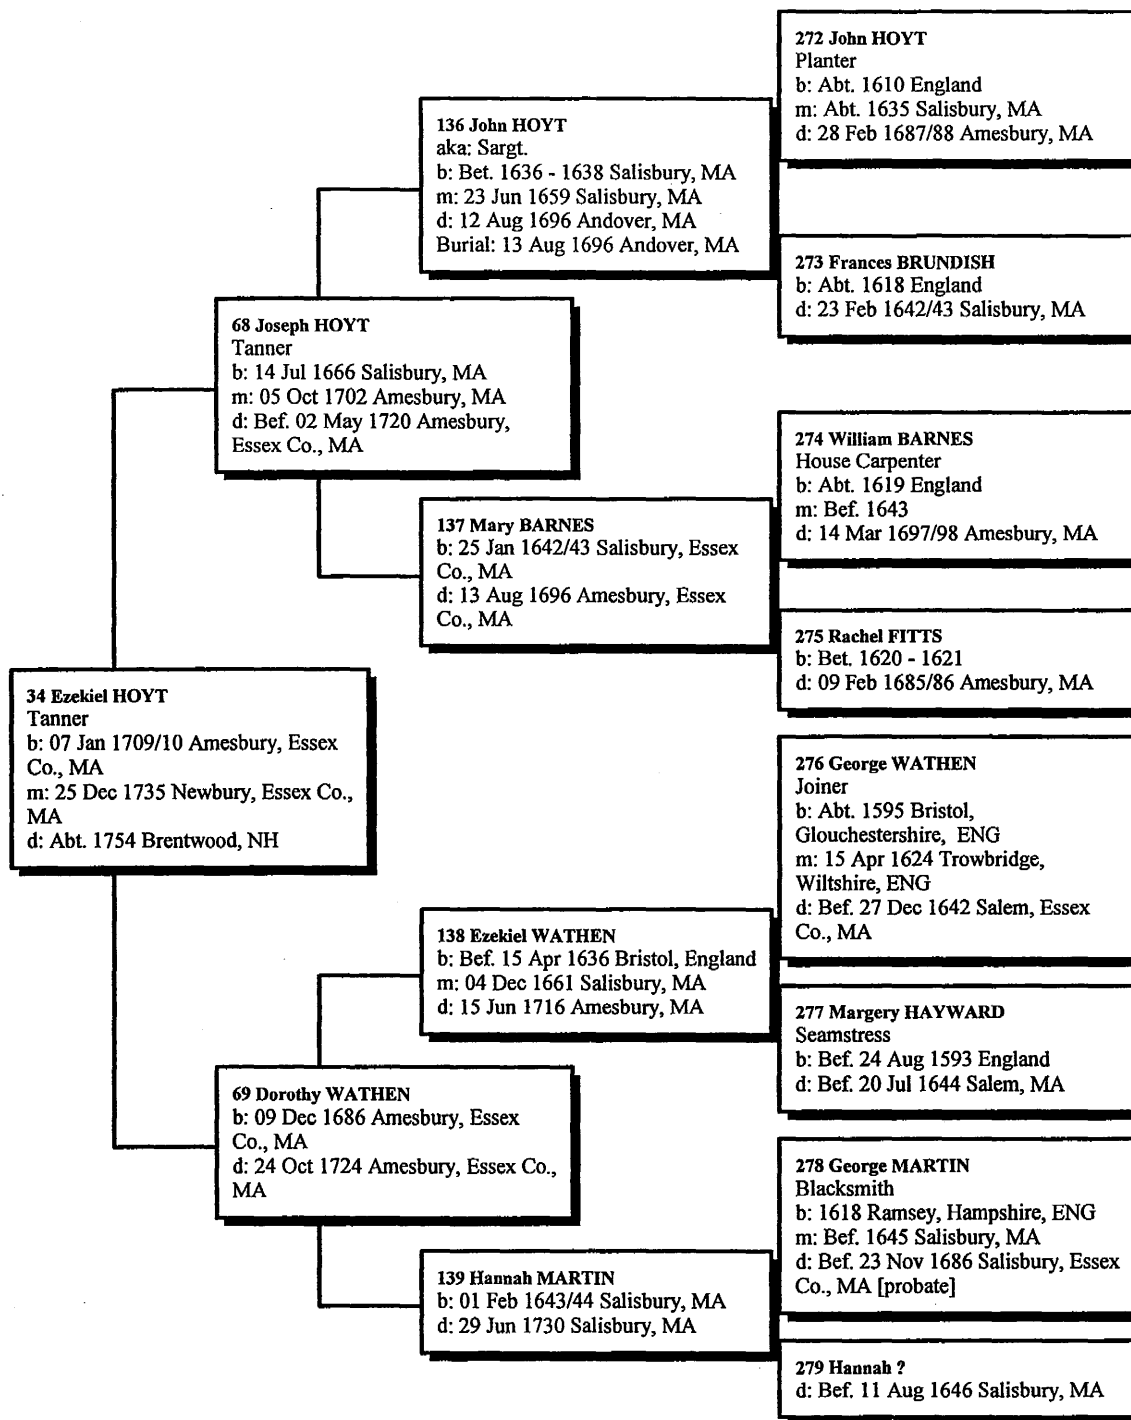 272 John HOYT
Planter
b: Abt. 1610 England
m: Abt. 1635 Salisbury, MA
d: 28 Feb 1687/88 Amesbury, MA
136 John HOYT
aka: Sargt.
b: Bet. 1636 - 1638 Salisbury, MA
m: 23 Jun 1659 Salisbury, MA
d: 12 Aug 1696 Andover, MA
Burial: 13 Aug 1696 Andover, MA
273 Frances BRUNDISH
b: Abt. 1618 England
d: 23 Feb 1642/43 Salisbury, MA
68 Joseph HOYT
Tanner
b: 14 Jul 1666 Salisbury, MA
m: 05 Oct 1702 Amesbury, MA
d: Bef. 02 May 1720 Amesbury,
Essex Co., MA
274 William BARNES
House Carpenter
b: Abt. 1619 England
m: Bef. 1643
d: 14 Mar 1697/98 Amesbury, MA
137 Mary BARNES
b: 25 Jan 1642/43 Salisbury, Essex
Co., MA
d: 13 Aug 1696 Amesbury, Essex
Co., MA
275 Rachel FITTS
b: Bet. 1620 - 1621
d: 09 Feb 1685/86 Amesbury, MA
34 Ezekiel HOYT
Tanner
b: 07 Jan 1709/10 Amesbury, Essex
Co., MA
m: 25 Dec 1735 Newbury, Essex Co.,
MA
d: Abt. 1754 Brentwood, NH
276 George WATHEN
Joiner
b: Abt. 1595 Bristol,
Glouchestershire, ENG
m: 15 Apr 1624 Trowbridge,
Wiltshire, ENG
d: Bef. 27 Dec 1642 Salem, Essex
Co., MA
138 Ezekiel WATHEN
b: Bef. 15 Apr 1636 Bristol, England
m: 04 Dec 1661 Salisbury, MA
d: 15 Jun 1716 Amesbury, MA
277 Margery HAYWARD
Seamstress
b: Bef. 24 Aug 1593 England
d: Bef. 20 Jul 1644 Salem, MA
69 Dorothy WATHEN
b: 09 Dec 1686 Amesbury, Essex
Co., MA
d: 24 Oct 1724 Amesbury, Essex Co.,
MA
278 George MARTIN
Blacksmith
b: 1618 Ramsey, Hampshire, ENG
m: Bef. 1645 Salisbury, MA
d: Bef. 23 Nov 1686 Salisbury, Essex
Co., MA [probate]
139 Hannah MARTIN
b: 01 Feb 1643/44 Salisbury, MA
d: 29 Jun 1730 Salisbury, MA
279 Hannah ?
d: Bef. 11 Aug 1646 Salisbury, MA